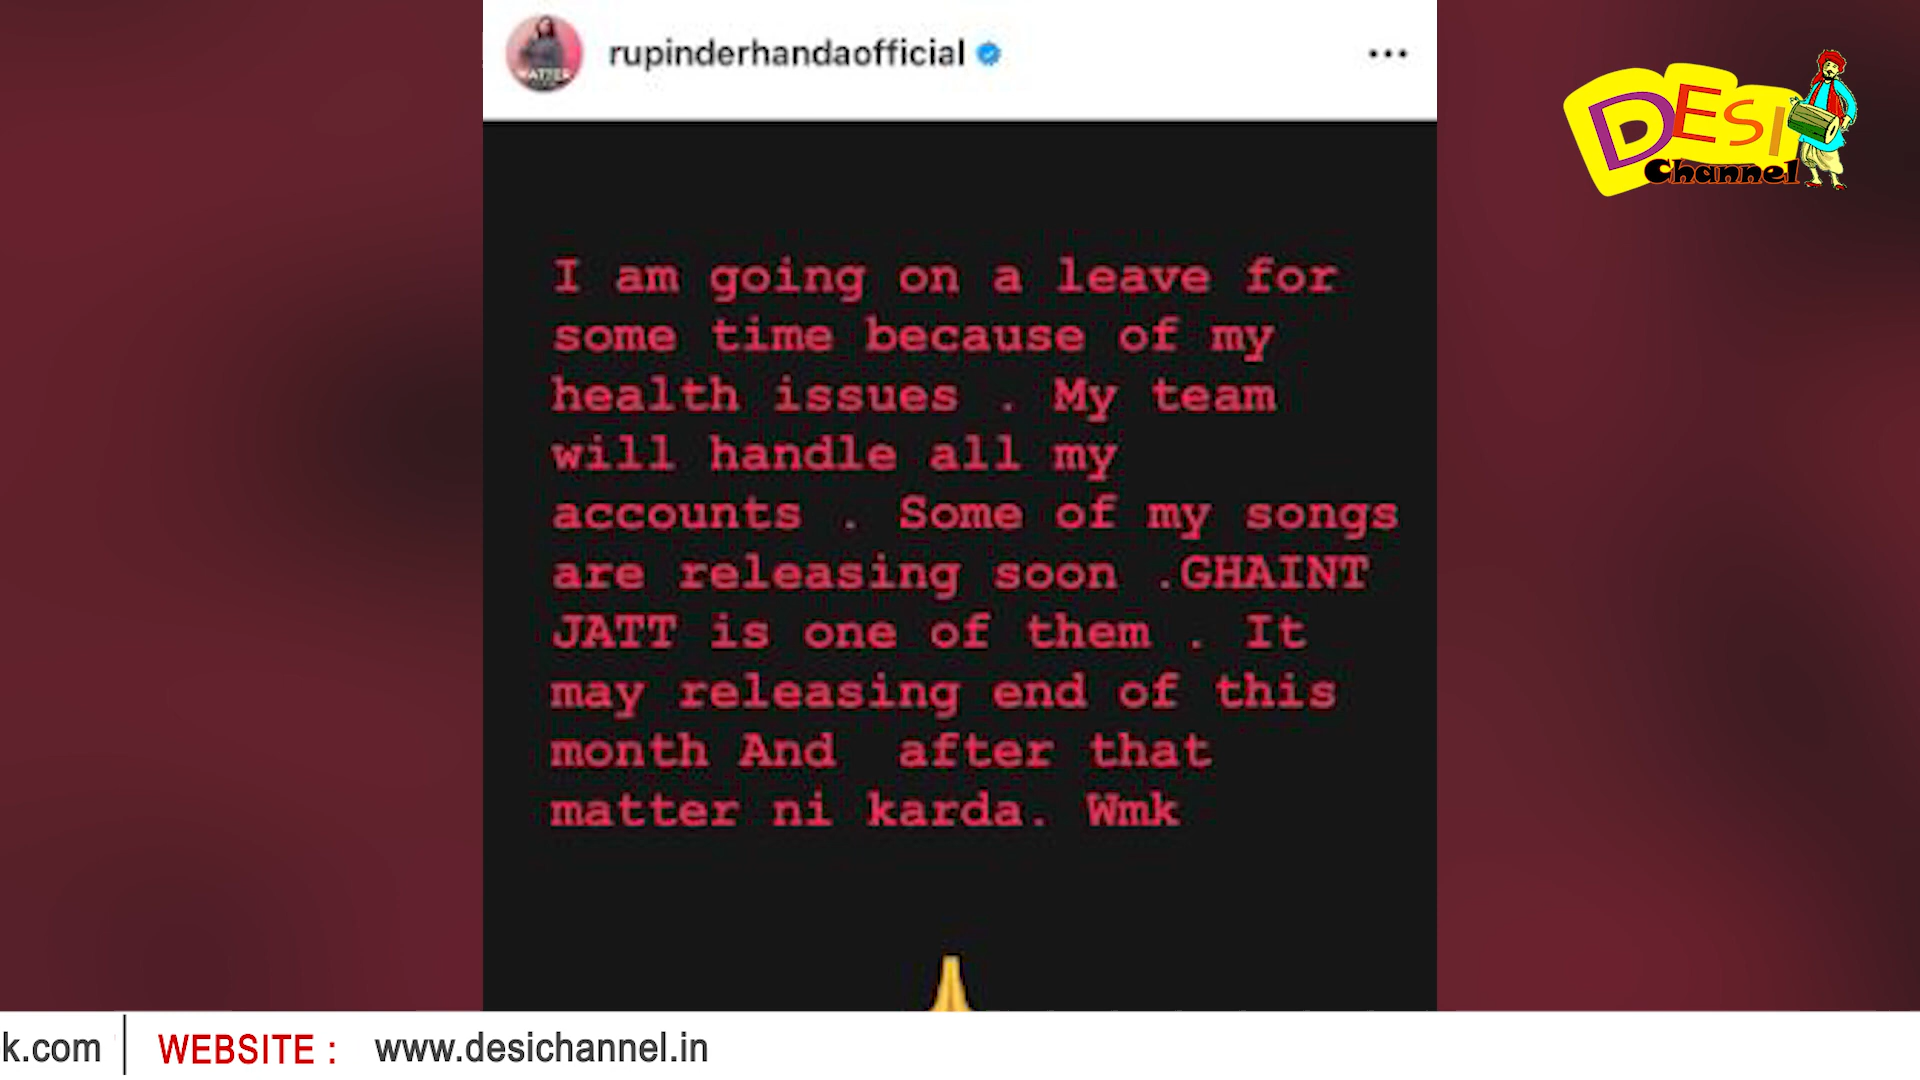 rupinderhandaofficial
DESI
Channel
MATTER
I am going on a leave for
some time because of my
health issues . My team
will handle all my
accounts . Some of my songs
are releasing soon .GHAINT
JATT is one of them . It
may releasing end of this
month And after that
matter ni karda. Wmk
k.com | WEBSITE : www.desichannel.in